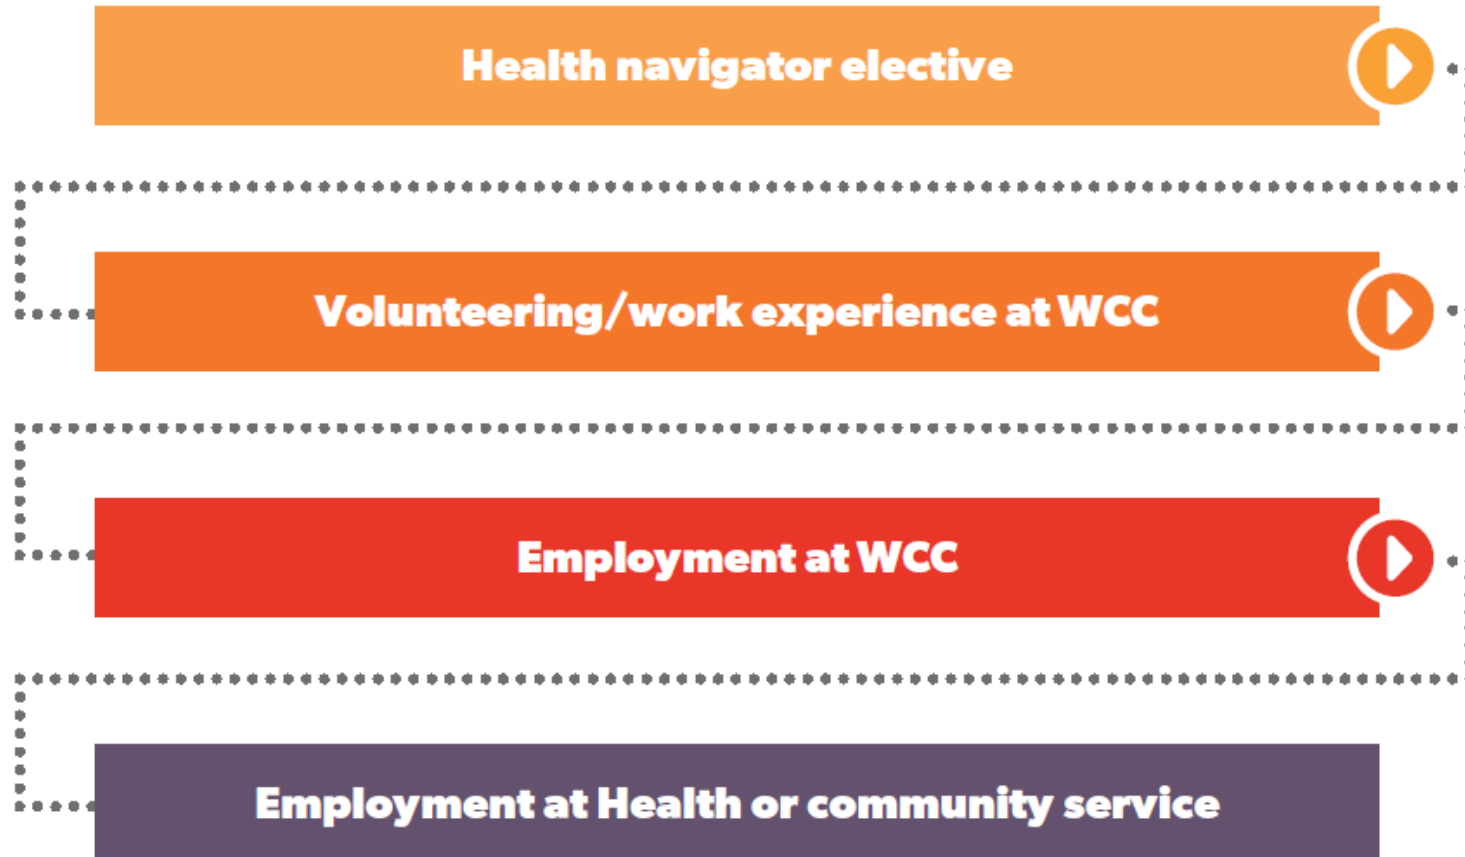 Health navigator elective
Volunteering/work experience at WCC
Employment at WCC
Employment at Health or community service